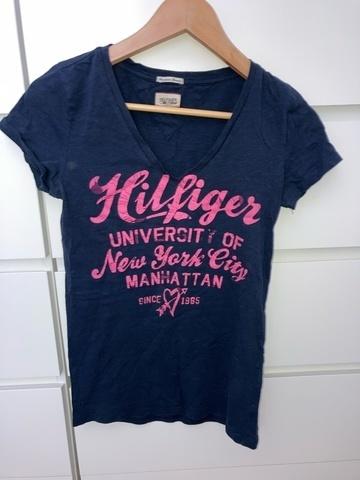 Hilfiger
UNIVERSITY OF
New York City
MANHATTAN
SINCE 1985